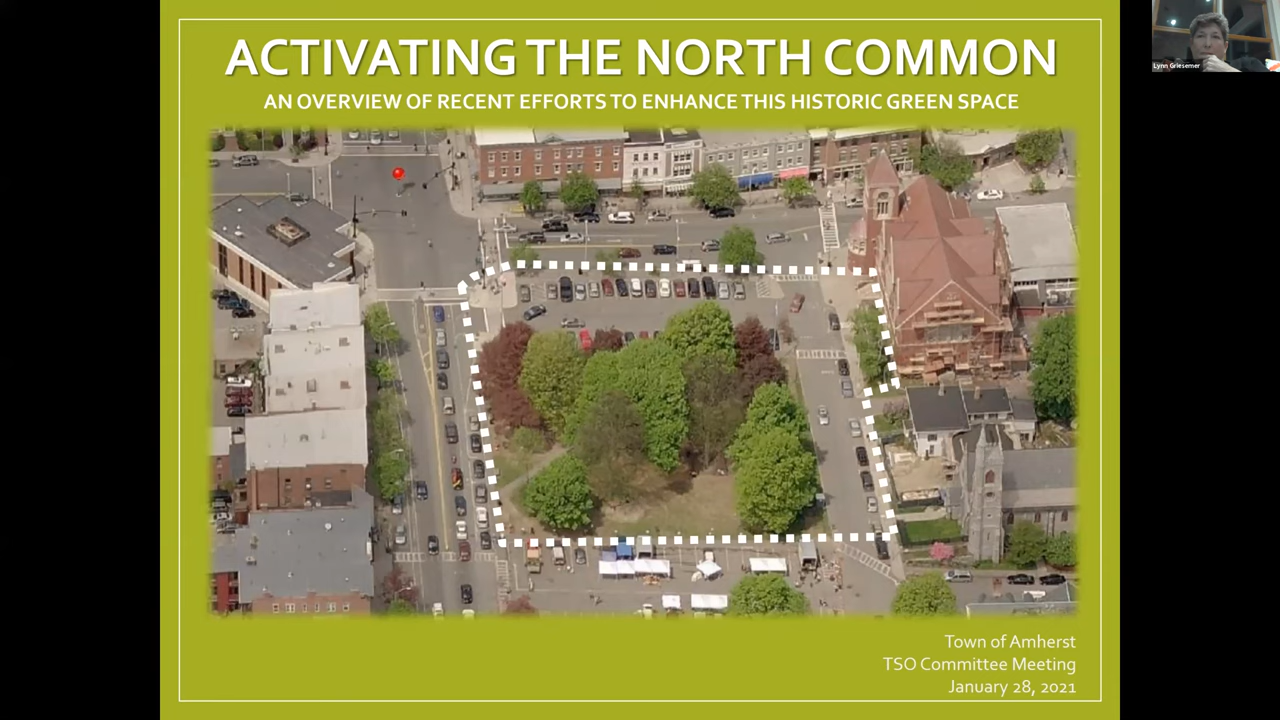 ACTIVATING THE NORTH COMMON
AN OVERVIEW OF RECENT EFFORTS TO ENHANCE THIS HISTORIC GREEN SPACE
Town of Amherst
TSO Committee Meeting
January 28, 2021
Lynn Griesemer